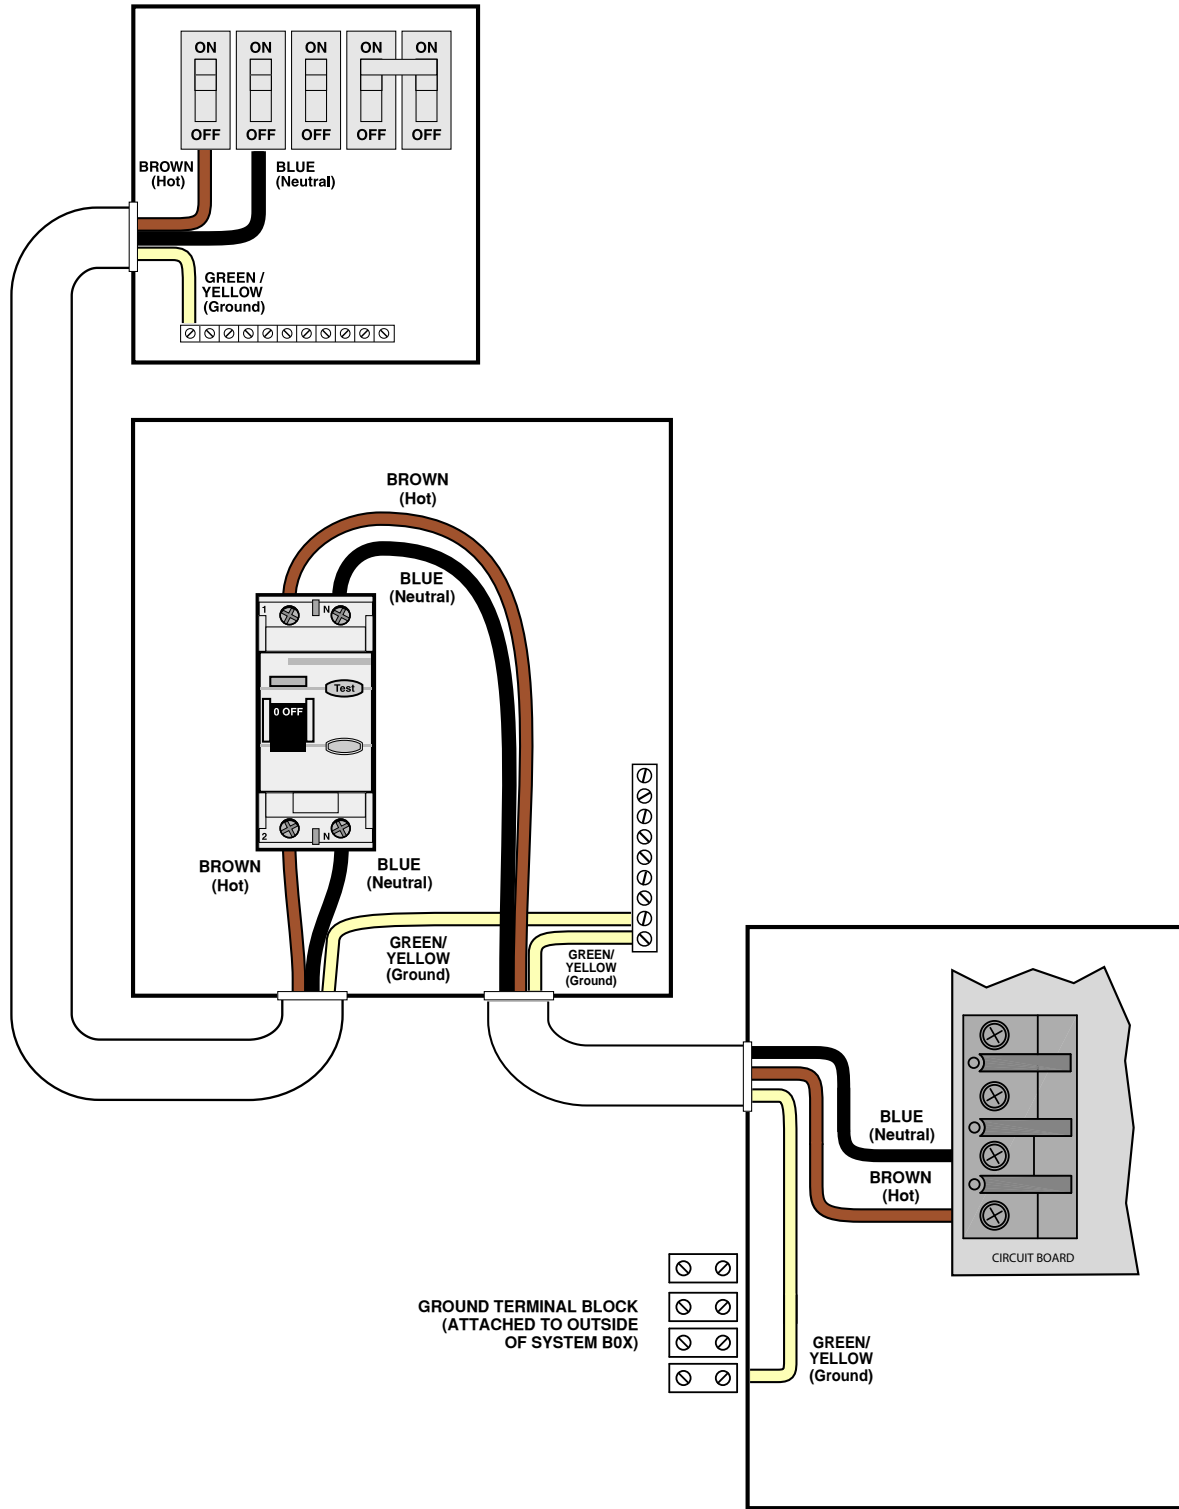 ON ON ON ON ON
OFF OFF OFF OFF OFF
BROWN
(Hot)
BLUE
(Neutral)
GREEN /
YELLOW
(Ground)
BROWN
(Hot)
BLUE
(Neutral)
1 N
Test
0 OFF
2 N
BROWN
(Hot)
BLUE
(Neutral)
GREEN/
YELLOW
(Ground)
GREEN/
YELLOW
(Ground)
BLUE
(Neutral)
BROWN
(Hot)
CIRCUIT BOARD
GROUND TERMINAL BLOCK
(ATTACHED TO OUTSIDE
OF SYSTEM B0X)
GREEN/
YELLOW
(Ground)